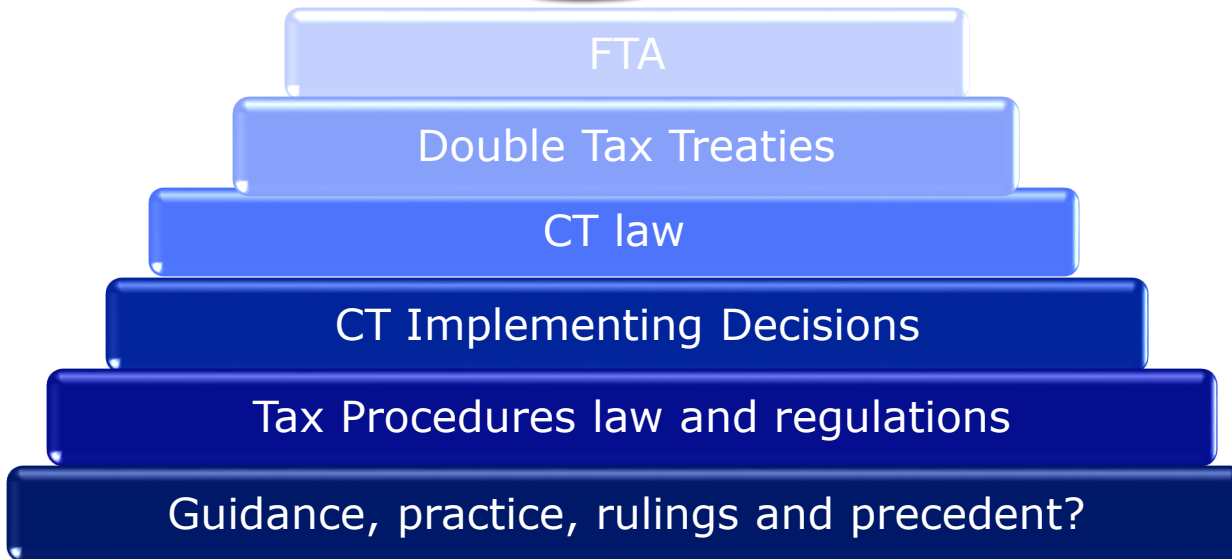 FTA
Double Tax Treaties
CT law
CT Implementing Decisions
Tax Procedures law and regulations
Guidance, practice, rulings and precedent?